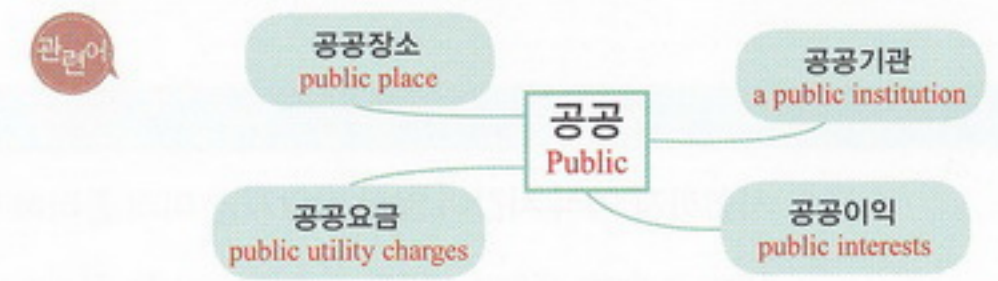 관련어
공공장소
public place
공공기관
a public institution
공공
Public
공공요금
public utility charges
공공이익
public interests